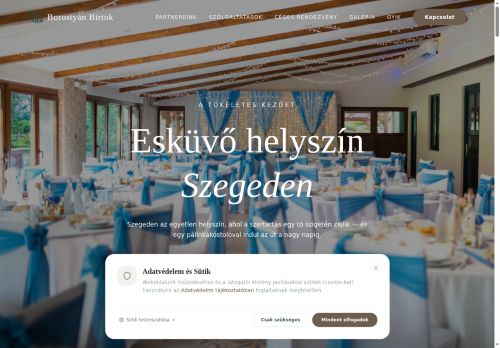 Borostyán Birtok
PARTNEREINK SZOLGÁLTATÁSOK CÉGES RENDEZVÉNY GALÉRIA GYIK Kapcsolat
A TÖKÉLETES KEZDET
Esküvő helyszín
Szegeden
Szegeden az egyetlen helyszín, ahol a szertartás egy tó szigetén zajlik — és
egy pálinkakóstolóval indul az út a nagy napig.
Adatvédelem és Sütik
Weboldalunk működéséhez és a látogatói élmény javításához sütiket (cookie-kat)
használunk az Adatvédelmi tájékoztatóban foglaltaknak megfelelően.
Sütik testreszabása
Csak szükséges
Mindent elfogadok